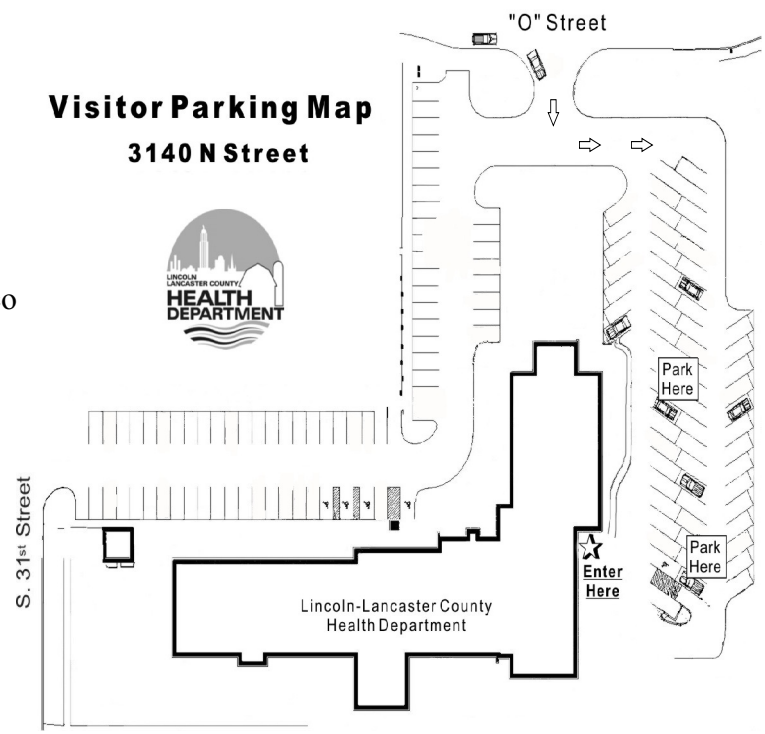 "O" Street
Visitor Parking Map
3140 N Street
LINCOLN
LANCASTER COUNTY
HEALTH
DEPARTMENT
o
Park
Here
S. 31st Street
Park
Here
Enter
Here
Lincoln-Lancaster County
Health Department